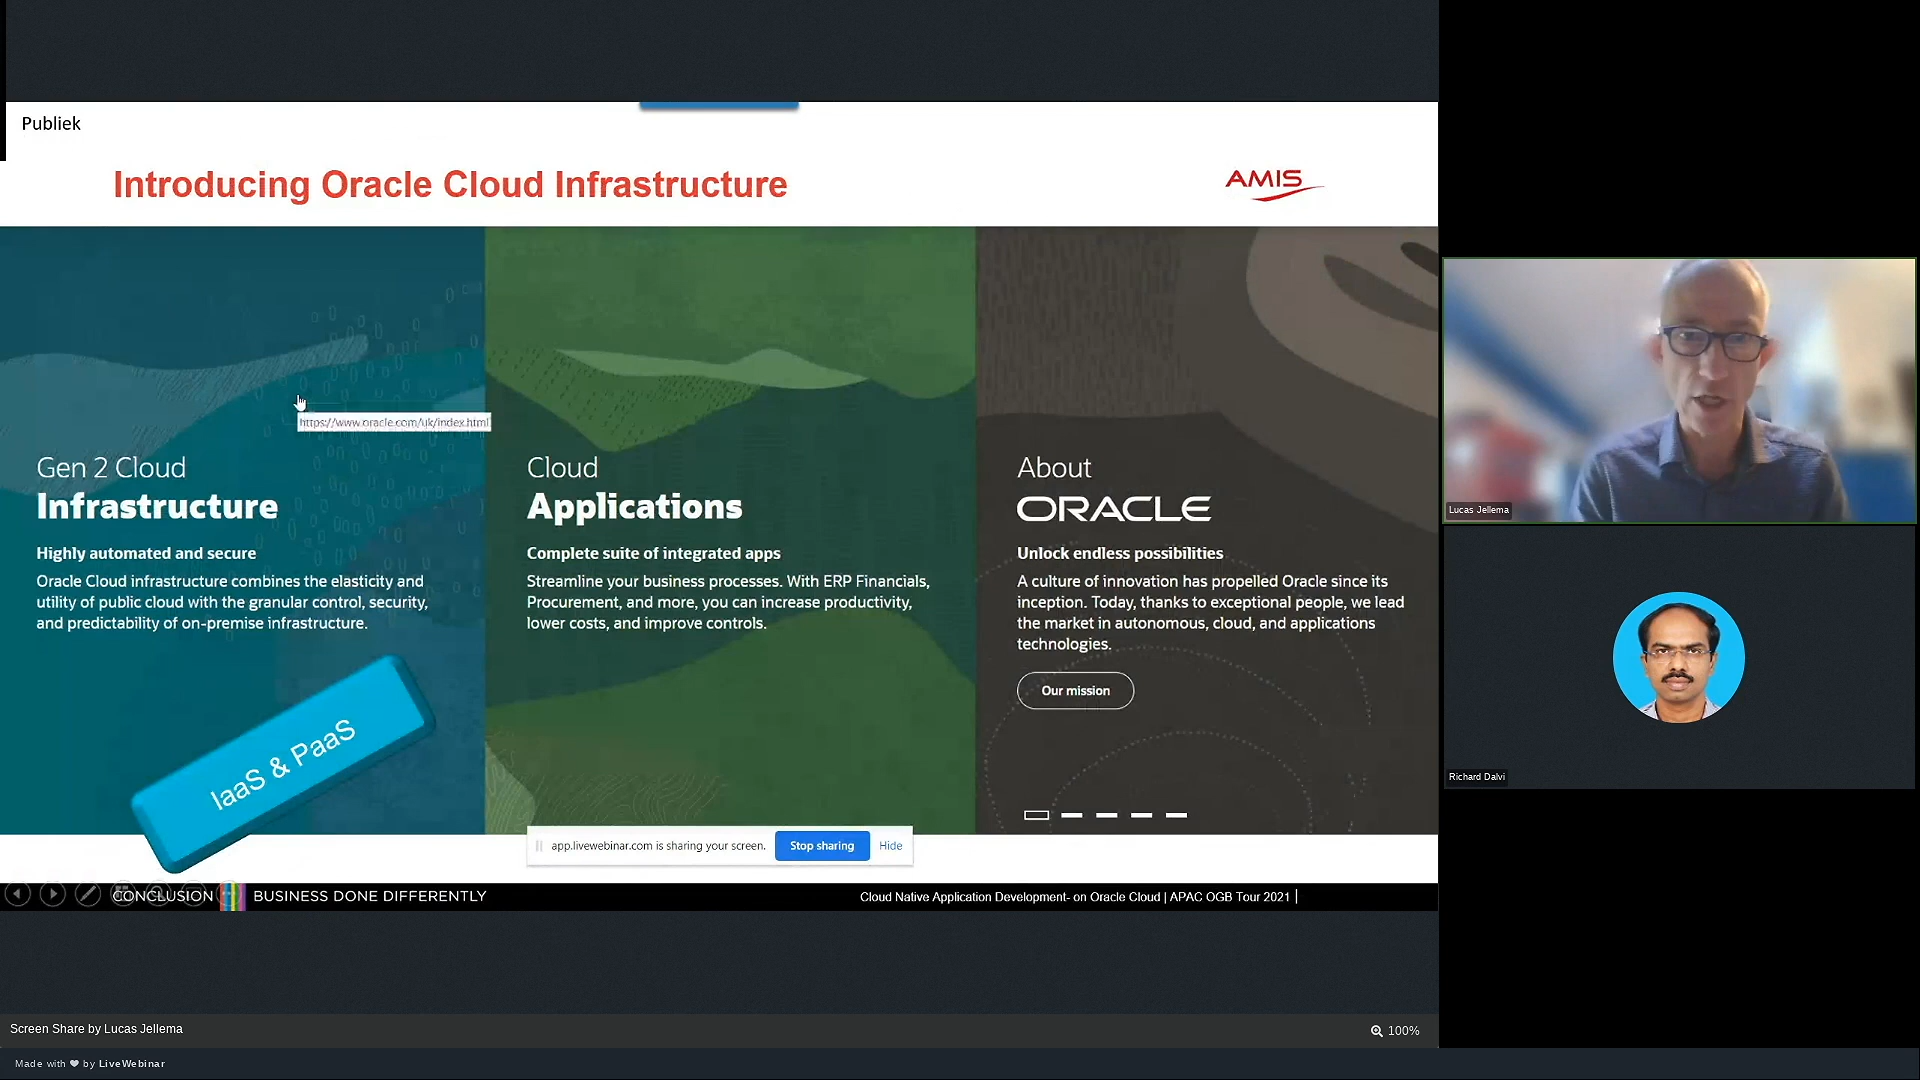 Publiek
Introducing Oracle Cloud Infrastructure
AMIS
https://www.oracle.com/uk/index.html
Gen 2 Cloud
Infrastructure
Highly automated and secure
Oracle Cloud infrastructure combines the elasticity and
utility of public cloud with the granular control, security,
and predictability of on-premise infrastructure.
IaaS & PaaS
Cloud
Applications
Complete suite of integrated apps
Streamline your business processes. With ERP Financials,
Procurement, and more, you can increase productivity,
lower costs, and improve controls.
About
ORACLE
Unlock endless possibilities
A culture of innovation has propelled Oracle since its
inception. Today, thanks to exceptional people, we lead
the market in autonomous, cloud, and applications
technologies.
Our mission
app.livewebinar.com is sharing your screen.
Stop sharing
Hide
CONCLUSION BUSINESS DONE DIFFERENTLY
Cloud Native Application Development- on Oracle Cloud | APAC OGB Tour 2021 |
Lucas Jellema
Richard Dalvi
Screen Share by Lucas Jellema
100%
Made with ❤ by LiveWebinar